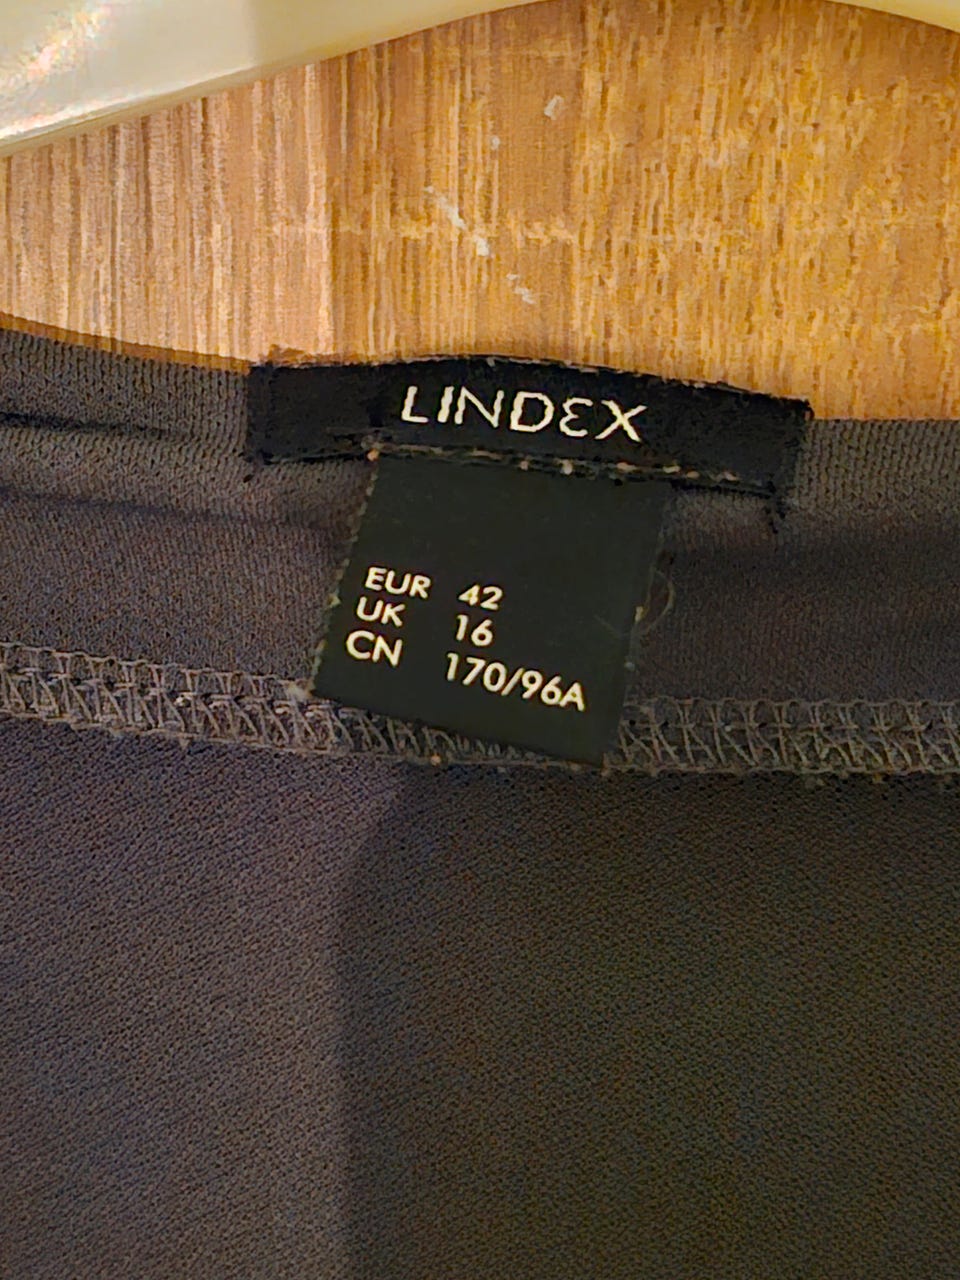 LINDEX
EUR 42
UK 16
CN 170/96A